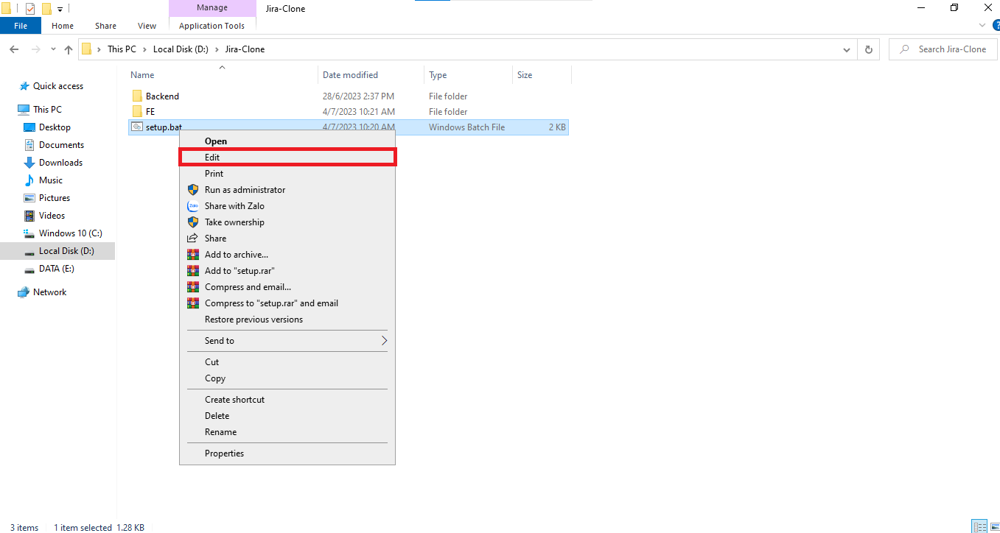 Manage
Jira-Clone
File
Home
Share
View
Application Tools
This PC
Local Disk (D:)
Jira-Clone
Search Jira-Clone
Name
Date modified
Type
Size
Quick access
This PC
Desktop
Documents
Downloads
Music
Pictures
Videos
Windows 10 (C:)
Local Disk (D:)
DATA (E:)
Network
Backend 28/6/2023 2:37 PM File folder
FE 4/7/2023 10:21 AM File folder
setup.bat 4/7/2023 10:20 AM Windows Batch File 2 KB
Open
Edit
Print
Run as administrator
Zalo Share with Zalo
Take ownership
Share
Add to archive...
Add to "setup.rar"
Compress and email...
Compress to "setup.rar" and email
Restore previous versions
Send to
Cut
Copy
Create shortcut
Delete
Rename
Properties
3 items 1 item selected 1.28 KB